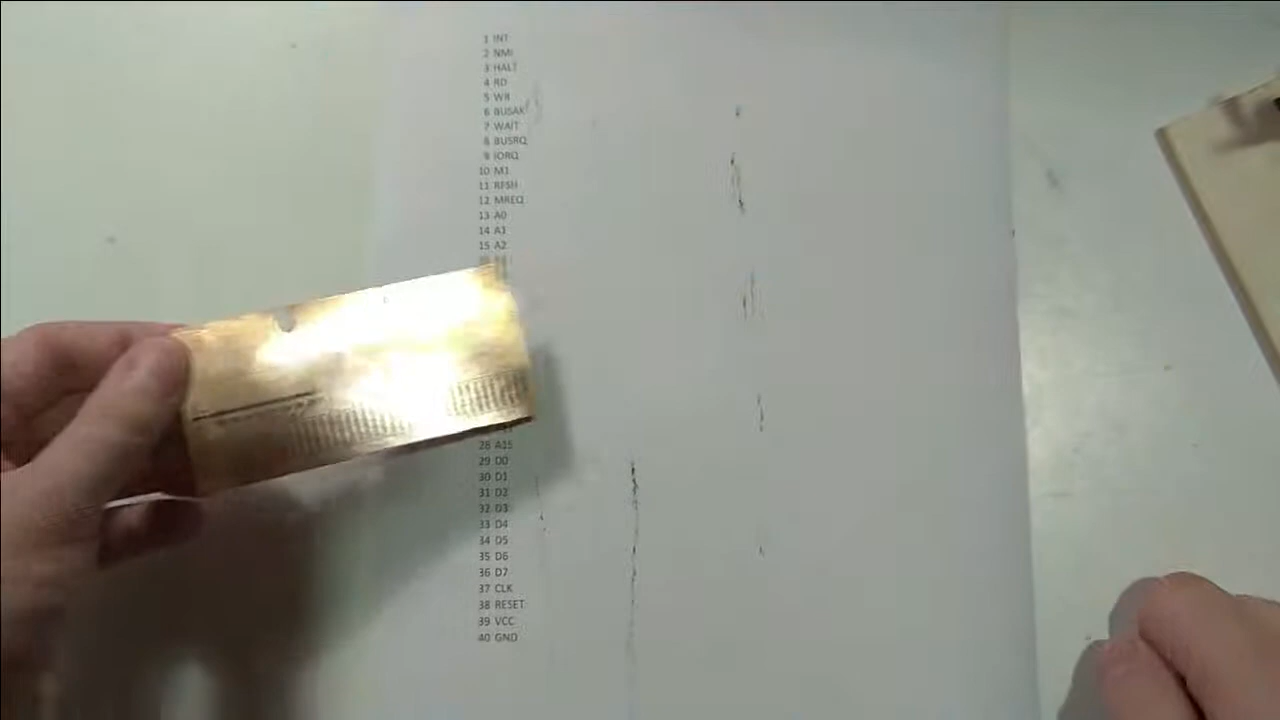 1 INT
2 NMI
3 HALT
4 RD
5 WR
6 BUSAK
7 WAIT
8 BUSRQ
9 IORQ
10 M1
11 RFSH
12 MREQ
13 A0
14 A1
15 A2
28 A15
29 D0
30 D1
31 D2
32 D3
33 D4
34 D5
35 D6
36 D7
37 CLK
38 RESET
39 VCC
40 GND